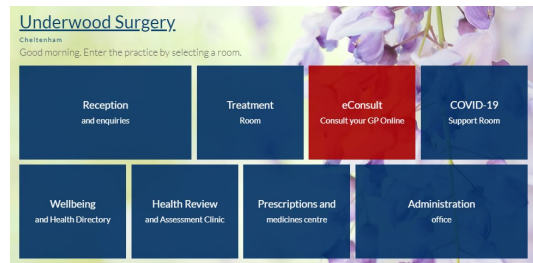 Underwood Surgery
Cheltenham
Good morning. Enter the practice by selecting a room.
Reception
and enquiries
Treatment
Room
eConsult
Consult your GP Online
COVID-19
Support Room
Wellbeing
and Health Directory
Health Review
and Assessment Clinic
Prescriptions and
medicines centre
Administration
office